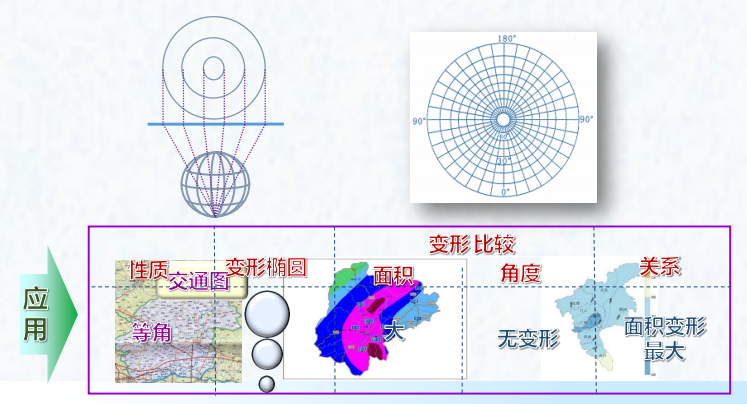 180°
90°
90°
30°
0°
变形 比较
性质
变形椭圆
面积
角度
关系
交通图
应用
等角
大
无变形
面积变形
最大